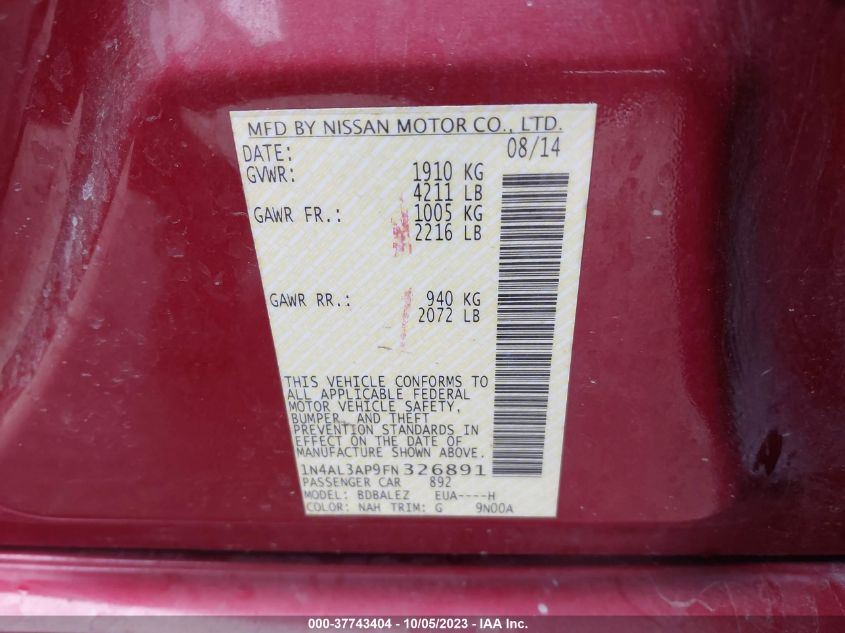 MFD BY NISSAN MOTOR CO., LTD.
DATE: 08/14
GVWR: 1910 KG
4211 LB
GAWR FR.: 1005 KG
2216 LB
GAWR RR.: 940 KG
2072 LB
THIS VEHICLE CONFORMS TO
ALL APPLICABLE FEDERAL
MOTOR VEHICLE SAFETY,
BUMPER, AND THEFT
PREVENTION STANDARDS IN
EFFECT ON THE DATE OF
MANUFACTURE SHOWN ABOVE.
1N4AL3AP9FN326891
PASSENGER CAR 892
MODEL: BDBALEZ EUA----H
COLOR: NAH TRIM: G 9N00A
000-37743404 - 10/05/2023 - IAA Inc.